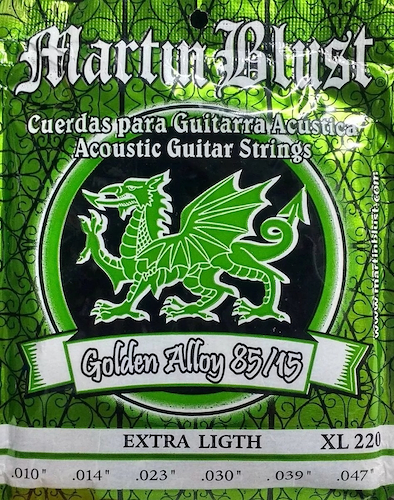 Martin Blust
Cuerdas para Guitarra Acústica
Acoustic Guitar Strings
www.martinblust.com
Golden Alloy 85/15
EXTRA LIGTH XL 220
.010" .014" .023" .030" .039" .047"